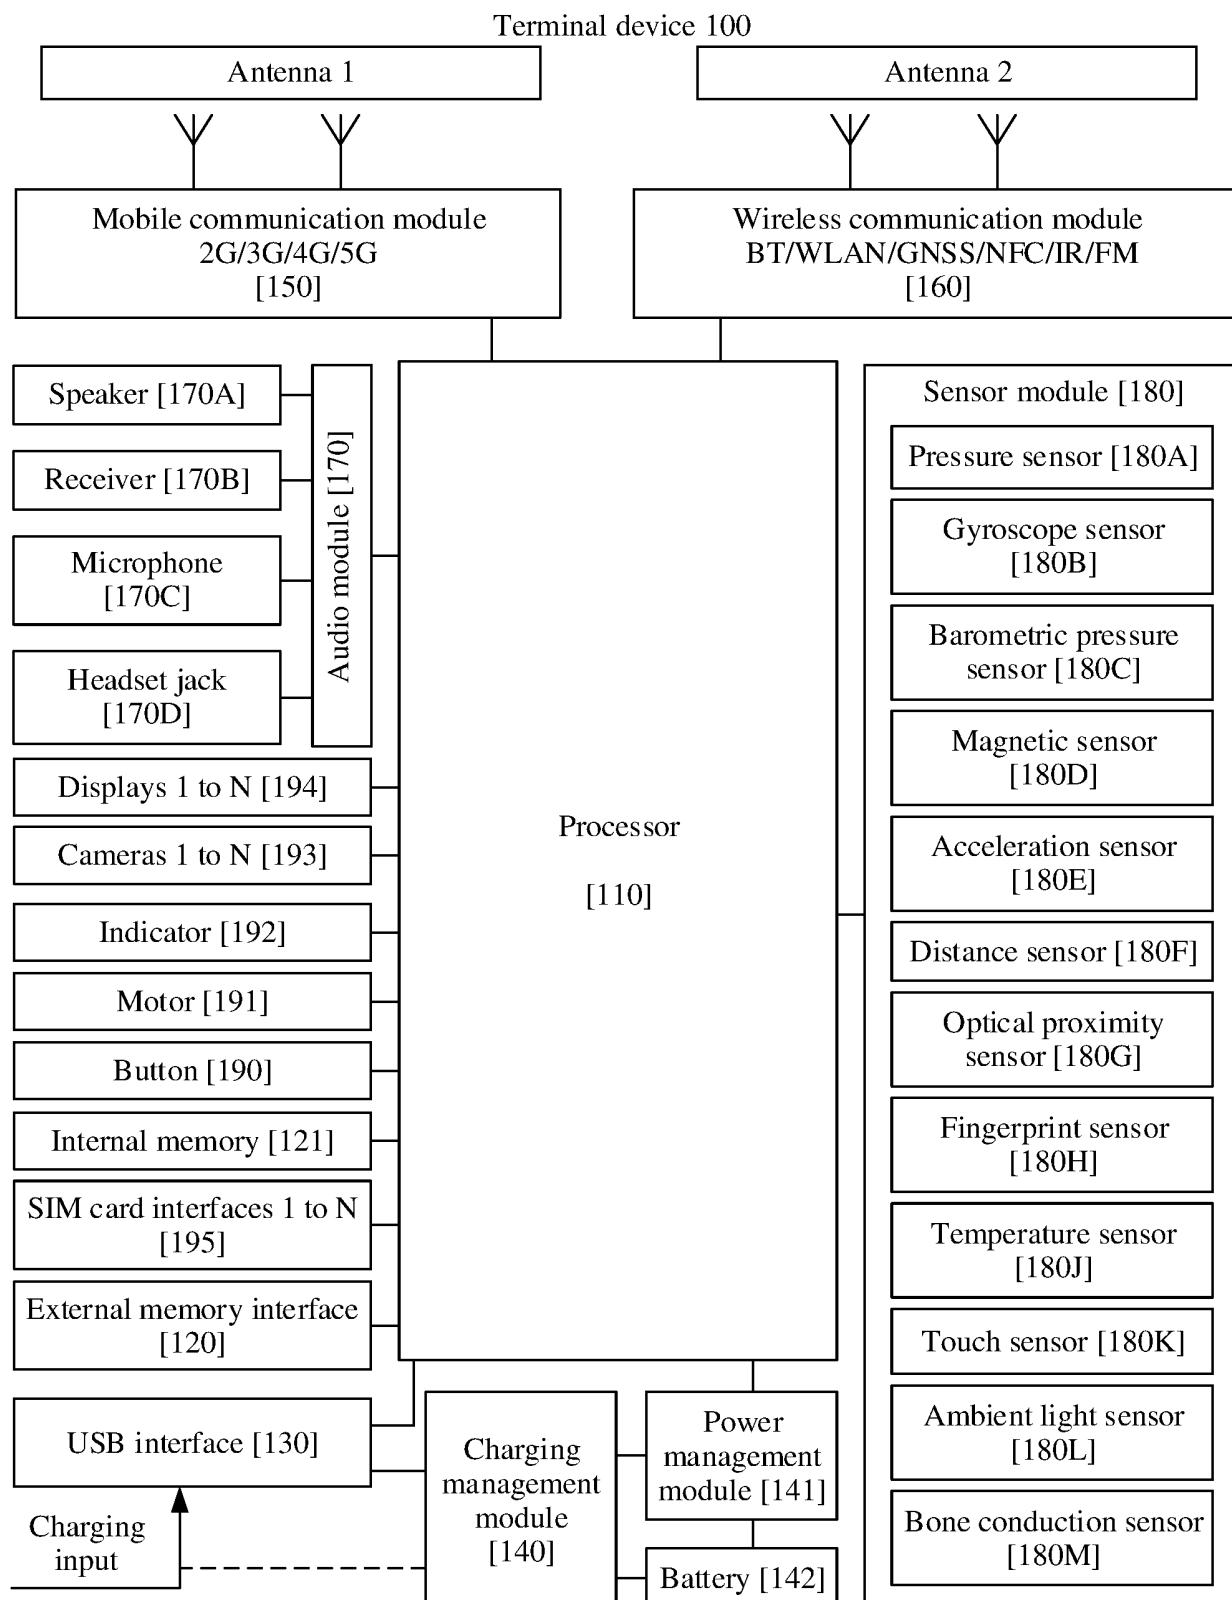 Terminal device 100
Antenna 1
Antenna 2
Mobile communication module
2G/3G/4G/5G
[150]
Wireless communication module
BT/WLAN/GNSS/NFC/IR/FM
[160]
Speaker [170A]
Receiver [170B]
Microphone
[170C]
Headset jack
[170D]
Audio module [170]
Displays 1 to N [194]
Cameras 1 to N [193]
Indicator [192]
Motor [191]
Button [190]
Internal memory [121]
SIM card interfaces 1 to N
[195]
External memory interface
[120]
USB interface [130]
Charging
input
Processor
[110]
Charging
management
module
[140]
Power
management
module [141]
Battery [142]
Sensor module [180]
Pressure sensor [180A]
Gyroscope sensor
[180B]
Barometric pressure
sensor [180C]
Magnetic sensor
[180D]
Acceleration sensor
[180E]
Distance sensor [180F]
Optical proximity
sensor [180G]
Fingerprint sensor
[180H]
Temperature sensor
[180J]
Touch sensor [180K]
Ambient light sensor
[180L]
Bone conduction sensor
[180M]